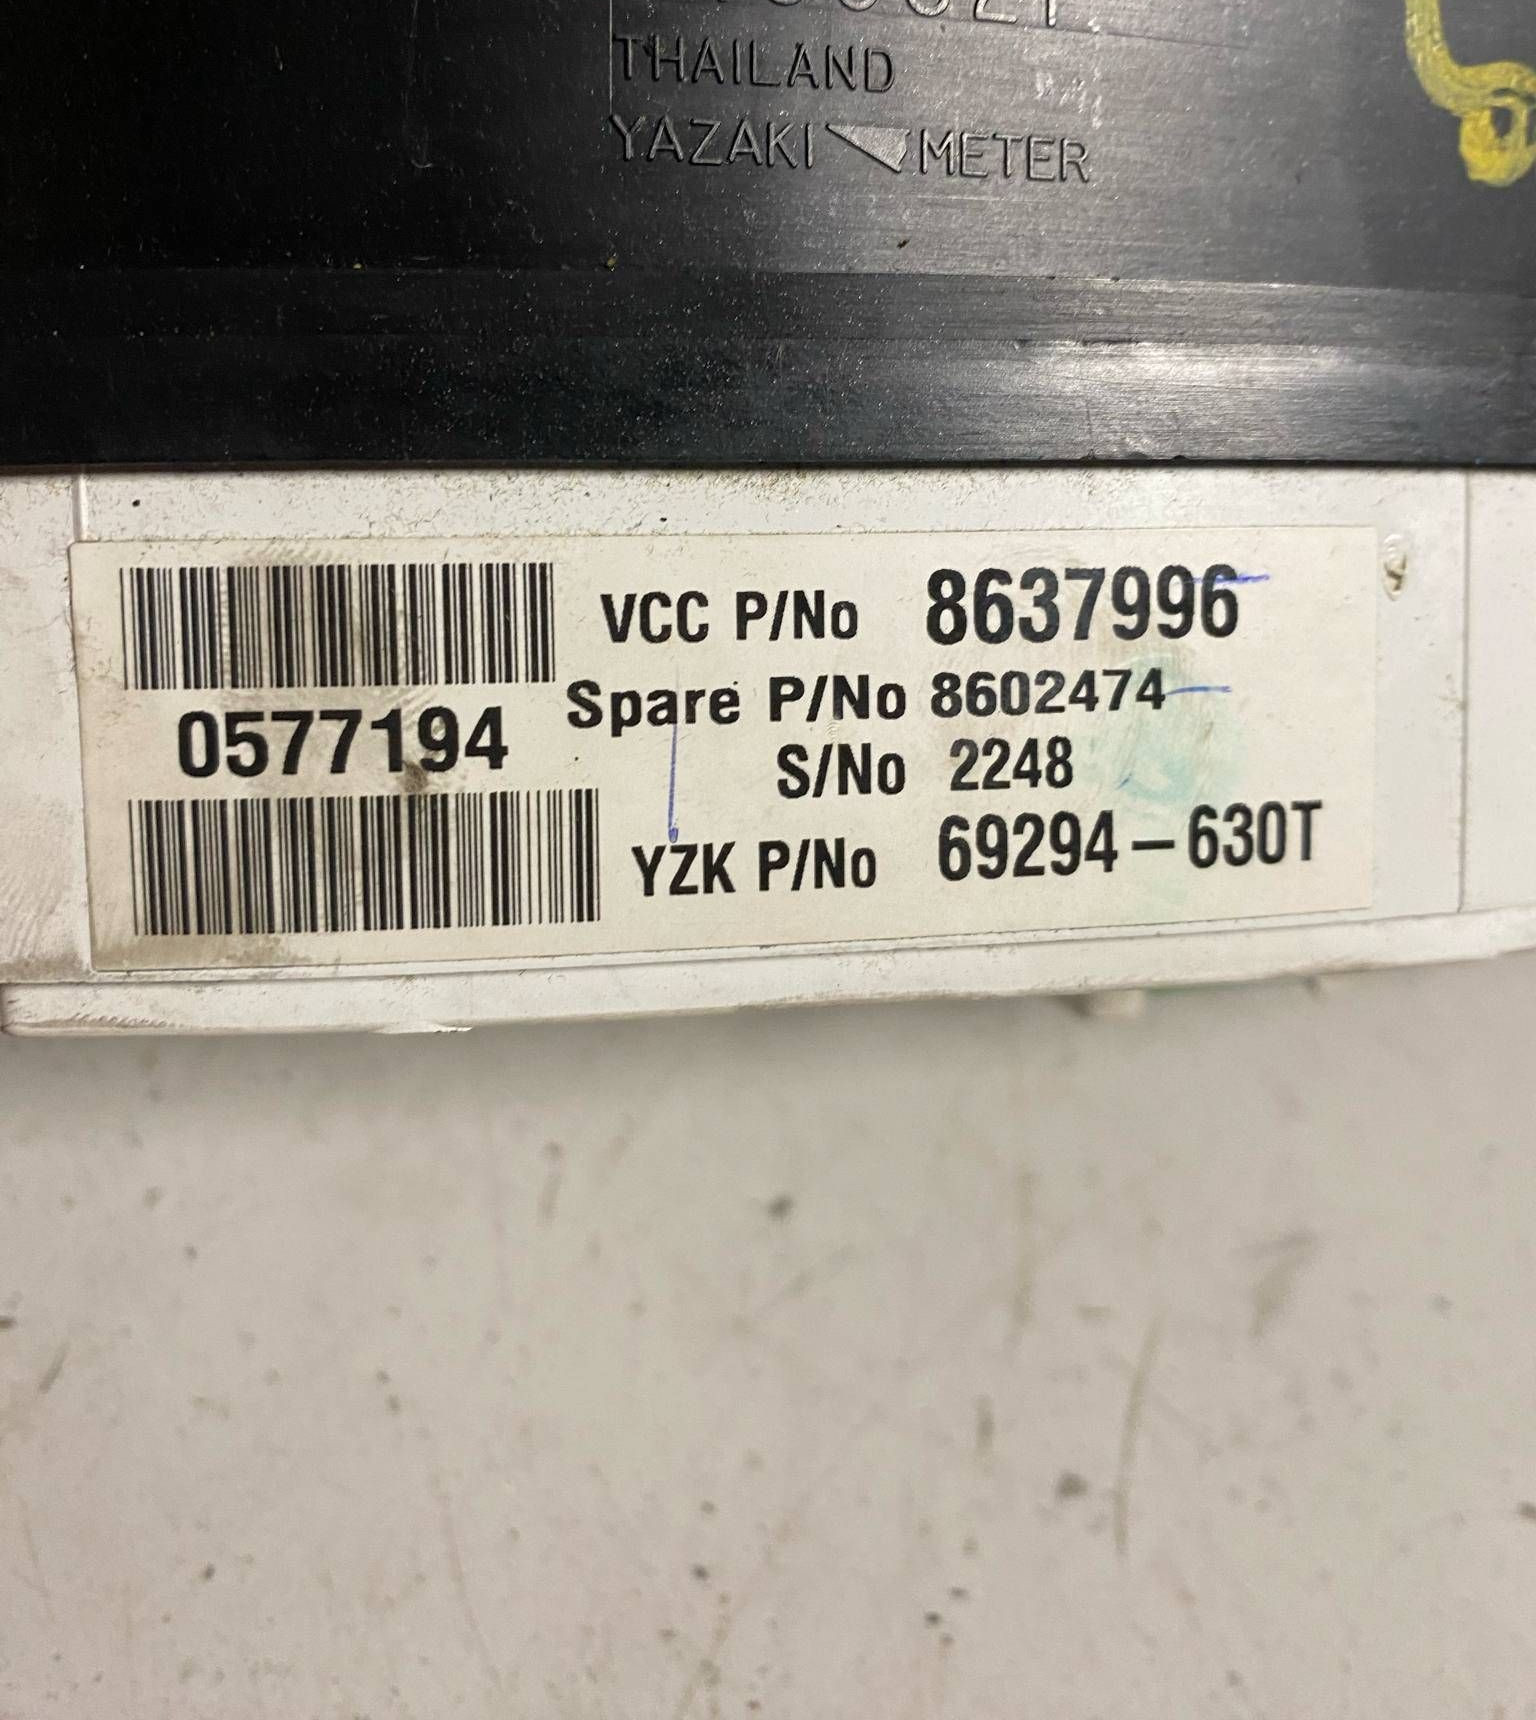 THAILAND
YAZAKI METER
VCC P/No 8637996
Spare P/No 8602474
0577194
S/No 2248
YZK P/No 69294-630T